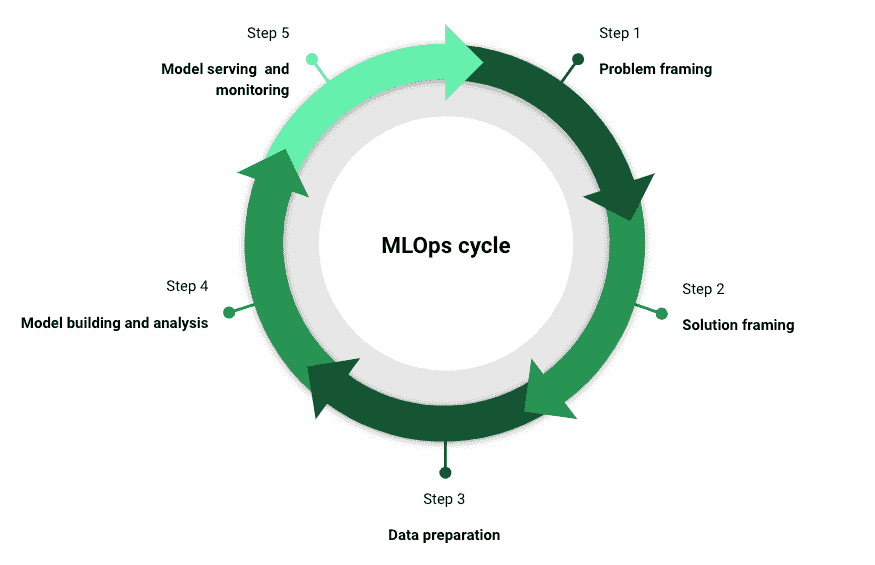 Step 1
Problem framing
Step 2
Solution framing
Step 3
Data preparation
Step 4
Model building and analysis
Step 5
Model serving  and
monitoring
MLOps cycle